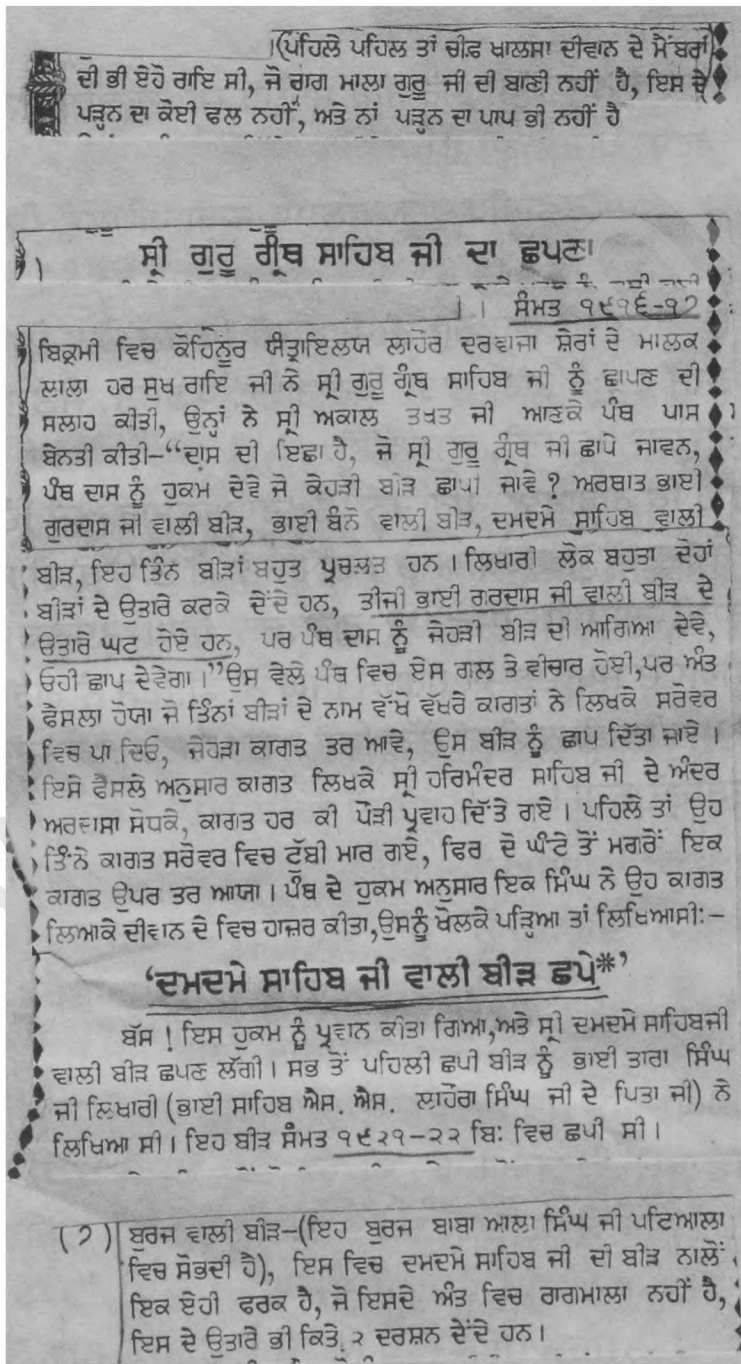 (ਪਹਿਲੇ ਪਹਿਲ ਤਾਂ ਚੀਫ਼ ਖਾਲਸਾ ਦੀਵਾਨ ਦੇ ਮੈਂਬਰਾਂ
ਦੀ ਭੀ ਏਹੋ ਰਾਇ ਸੀ, ਜੋ ਰਾਗ ਮਾਲਾ ਗੁਰੂ ਜੀ ਦੀ ਬਾਣੀ ਨਹੀਂ ਹੈ, ਇਸ ਦੇ
ਪੜ੍ਹਨ ਦਾ ਕੋਈ ਫਲ ਨਹੀਂ, ਅਤੇ ਨਾਂ ਪੜ੍ਹਨ ਦਾ ਪਾਪ ਭੀ ਨਹੀਂ ਹੈ
ਸ੍ਰੀ ਗੁਰੂ ਗ੍ਰੰਥ ਸਾਹਿਬ ਜੀ ਦਾ ਛਪਣਾ
। ਸੰਮਤ ੧੯੧੬-੧੭
ਬਿਕ੍ਰਮੀ ਵਿਚ ਕੋਹਿਨੂਰ ਯੰਤ੍ਰਾਇਲਯ ਲਾਹੌਰ ਦਰਵਾਜਾ ਸ਼ੇਰਾਂ ਦੇ ਮਾਲਕ
ਲਾਲਾ ਹਰ ਸੁਖ ਰਾਇ ਜੀ ਨੇ ਸ੍ਰੀ ਗੁਰੂ ਗ੍ਰੰਥ ਸਾਹਿਬ ਜੀ ਨੂੰ ਛਾਪਣ ਦੀ
ਸਲਾਹ ਕੀਤੀ, ਉਨ੍ਹਾਂ ਨੇ ਸ੍ਰੀ ਅਕਾਲ ਤਖਤ ਜੀ ਆਣਕੇ ਪੰਥ ਪਾਸ
ਬੇਨਤੀ ਕੀਤੀ–“ਦਾਸ ਦੀ ਇਛਾ ਹੈ, ਜੋ ਸ੍ਰੀ ਗੁਰੂ ਗ੍ਰੰਥ ਜੀ ਛਾਪੇ ਜਾਵਨ,
ਪੰਥ ਦਾਸ ਨੂੰ ਹੁਕਮ ਦੇਵੇ ਜੋ ਕੇਹੜੀ ਬੀੜ ਛਾਪੀ ਜਾਵੇ ? ਅਰਥਾਤ ਭਾਈ
ਗੁਰਦਾਸ ਜੀ ਵਾਲੀ ਬੀੜ, ਭਾਈ ਬੰਨੋ ਵਾਲੀ ਬੀੜ, ਦਮਦਮੇ ਸਾਹਿਬ ਵਾਲੀ
ਬੀੜ, ਇਹ ਤਿੰਨ ਬੀੜਾਂ ਬਹੁਤ ਪ੍ਰਚਲਤ ਹਨ । ਲਿਖਾਰੀ ਲੋਕ ਬਹੁਤਾ ਦੋਹਾਂ
ਬੀੜਾਂ ਦੇ ਉਤਾਰੇ ਕਰਕੇ ਦੇਂਦੇ ਹਨ, ਤੀਜੀ ਭਾਈ ਗੁਰਦਾਸ ਜੀ ਵਾਲੀ ਬੀੜ ਦੇ
ਉਤਾਰੇ ਘਟ ਹੋਏ ਹਨ, ਪਰ ਪੰਥ ਦਾਸ ਨੂੰ ਜੇਹੜੀ ਬੀੜ ਦੀ ਆਗਿਆ ਦੇਵੇ,
ਓਹੀ ਛਾਪ ਦੇਵੇਗਾ ।”ਉਸ ਵੇਲੇ ਪੰਥ ਵਿਚ ਏਸ ਗਲ ਤੇ ਵੀਚਾਰ ਹੋਈ,ਪਰ ਅੰਤ
ਫੈਸਲਾ ਹੋਯਾ ਜੋ ਤਿੰਨਾਂ ਬੀੜਾਂ ਦੇ ਨਾਮ ਵੱਖੋ ਵੱਖਰੇ ਕਾਗਤਾਂ ਨੇ ਲਿਖਕੇ ਸਰੋਵਰ
ਵਿਚ ਪਾ ਦਿਓ, ਜੇਹੜਾ ਕਾਗਤ ਤਰ ਆਵੇ, ਉਸ ਬੀੜ ਨੂੰ ਛਾਪ ਦਿੱਤਾ ਜਾਏ ।
ਇਸੇ ਫੈਸਲੇ ਅਨੁਸਾਰ ਕਾਗਤ ਲਿਖਕੇ ਸ੍ਰੀ ਹਰਿਮੰਦਰ ਸਾਹਿਬ ਜੀ ਦੇ ਅੰਦਰ
ਅਰਦਾਸਾ ਸੋਧਕੇ, ਕਾਗਤ ਹਰ ਕੀ ਪੌੜੀ ਪ੍ਰਵਾਹ ਦਿੱਤੇ ਗਏ । ਪਹਿਲੇ ਤਾਂ ਉਹ
ਤਿੰਨੇ ਕਾਗਤ ਸਰੋਵਰ ਵਿਚ ਟੁੱਬੀ ਮਾਰ ਗਏ, ਫਿਰ ਦੋ ਘੰਟੇ ਤੋਂ ਮਗਰੋਂ ਇਕ
ਕਾਗਤ ਉਪਰ ਤਰ ਆਯਾ । ਪੰਥ ਦੇ ਹੁਕਮ ਅਨੁਸਾਰ ਇਕ ਸਿੰਘ ਨੇ ਉਹ ਕਾਗਤ
ਲਿਆਕੇ ਦੀਵਾਨ ਦੇ ਵਿਚ ਹਾਜ਼ਰ ਕੀਤਾ,ਉਸਨੂੰ ਖੋਲਕੇ ਪੜ੍ਹਿਆ ਤਾਂ ਲਿਖਿਆਸੀ:–
‘ਦਮਦਮੇ ਸਾਹਿਬ ਜੀ ਵਾਲੀ ਬੀੜ ਛਪੇ*’
ਬੱਸ ! ਇਸ ਹੁਕਮ ਨੂੰ ਪ੍ਰਵਾਨ ਕੀਤਾ ਗਿਆ,ਅਤੇ ਸ੍ਰੀ ਦਮਦਮੇ ਸਾਹਿਬਜੀ
ਵਾਲੀ ਬੀੜ ਛਪਣ ਲੱਗੀ । ਸਭ ਤੋਂ ਪਹਿਲੀ ਛਪੀ ਬੀੜ ਨੂੰ ਭਾਈ ਤਾਰਾ ਸਿੰਘ
ਜੀ ਲਿਖਾਰੀ (ਭਾਈ ਸਾਹਿਬ ਐਸ. ਐਸ. ਲਾਹੌਰਾ ਸਿੰਘ ਜੀ ਦੇ ਪਿਤਾ ਜੀ) ਨੇ
ਲਿਖਿਆ ਸੀ । ਇਹ ਬੀੜ ਸੰਮਤ ੧੯੨੧–੨੨ ਬਿ: ਵਿਚ ਛਪੀ ਸੀ ।
(੭) ਬੁਰਜ ਵਾਲੀ ਬੀੜ–(ਇਹ ਬੁਰਜ ਬਾਬਾ ਆਲਾ ਸਿੰਘ ਜੀ ਪਟਿਆਲਾ
ਵਿਚ ਸੋਭਦੀ ਹੈ), ਇਸ ਵਿਚ ਦਮਦਮੇ ਸਾਹਿਬ ਜੀ ਦੀ ਬੀੜ ਨਾਲੋਂ
ਇਕ ਏਹੀ ਫਰਕ ਹੈ, ਜੋ ਇਸਦੇ ਅੰਤ ਵਿਚ ਰਾਗਮਾਲਾ ਨਹੀਂ ਹੈ,
ਇਸ ਦੇ ਉਤਾਰੇ ਭੀ ਕਿਤੇ ੨ ਦਰਸ਼ਨ ਦੇਂਦੇ ਹਨ ।